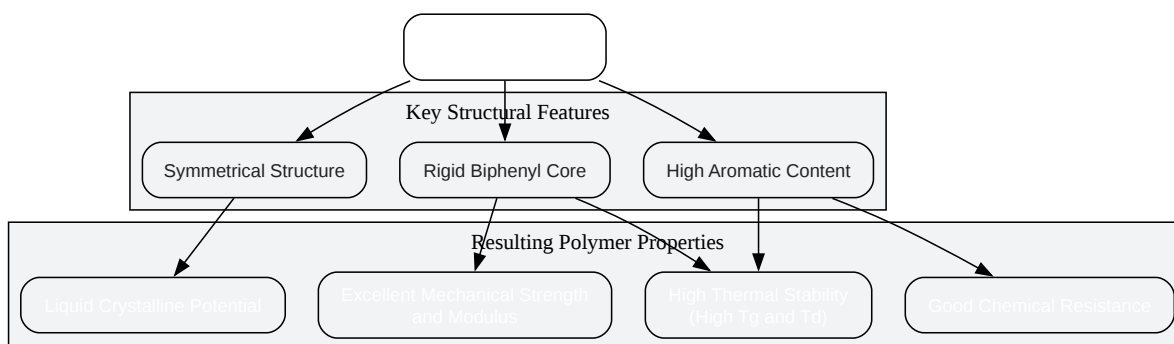 Key Structural Features
Symmetrical Structure
Rigid Biphenyl Core
High Aromatic Content
Resulting Polymer Properties
Liquid Crystalline Potential
Excellent Mechanical Strength
and Modulus
High Thermal Stability
(High Tg and Td)
Good Chemical Resistance